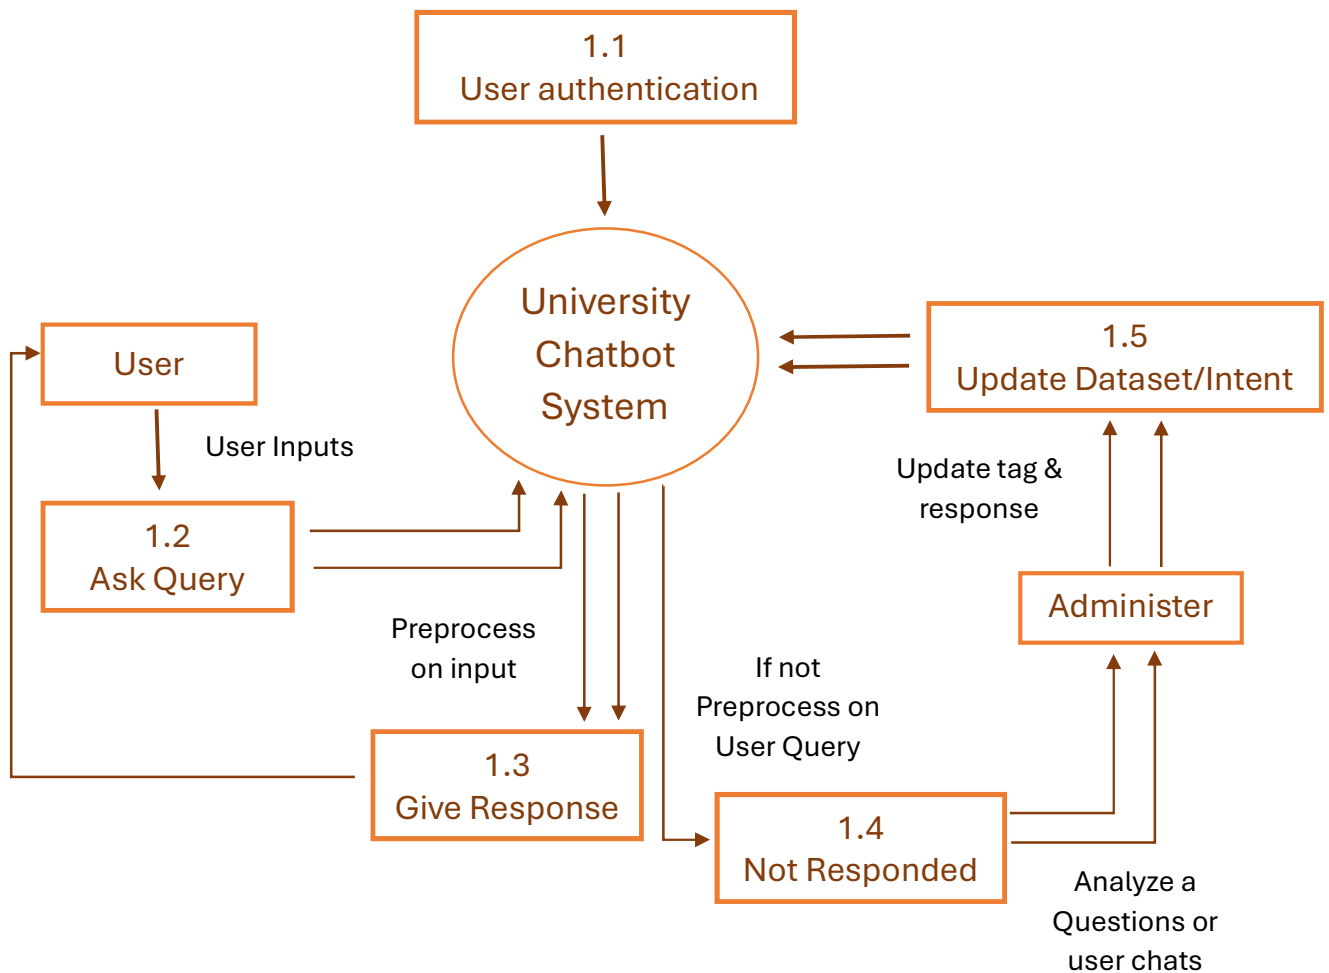 1.1
User authentication
University
Chatbot
System
User
User Inputs
1.2
Ask Query
1.5
Update Dataset/Intent
Update tag &
response
Administer
Preprocess
on input
If not
Preprocess on
User Query
1.3
Give Response
1.4
Not Responded
Analyze a
Questions or
user chats